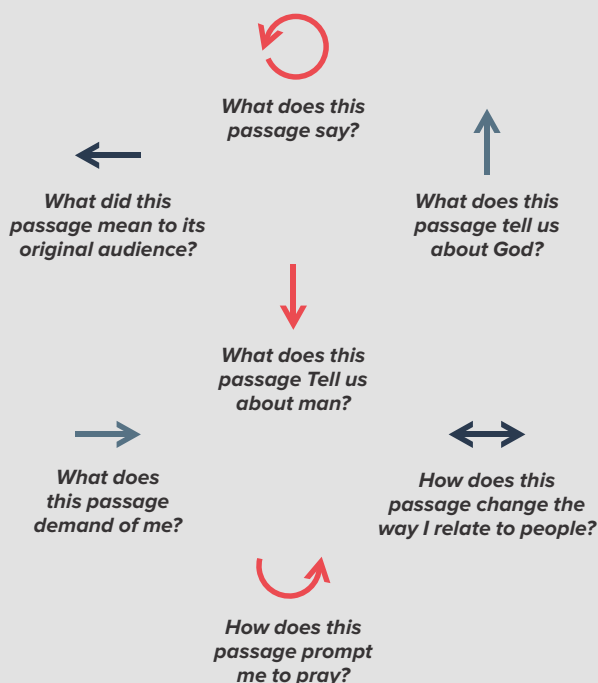 What does this
passage say?
What did this
passage mean to its
original audience?
What does this
passage tell us
about God?
What does this
passage Tell us
about man?
What does
this passage
demand of me?
How does this
passage change the
way I relate to people?
How does this
passage prompt
me to pray?